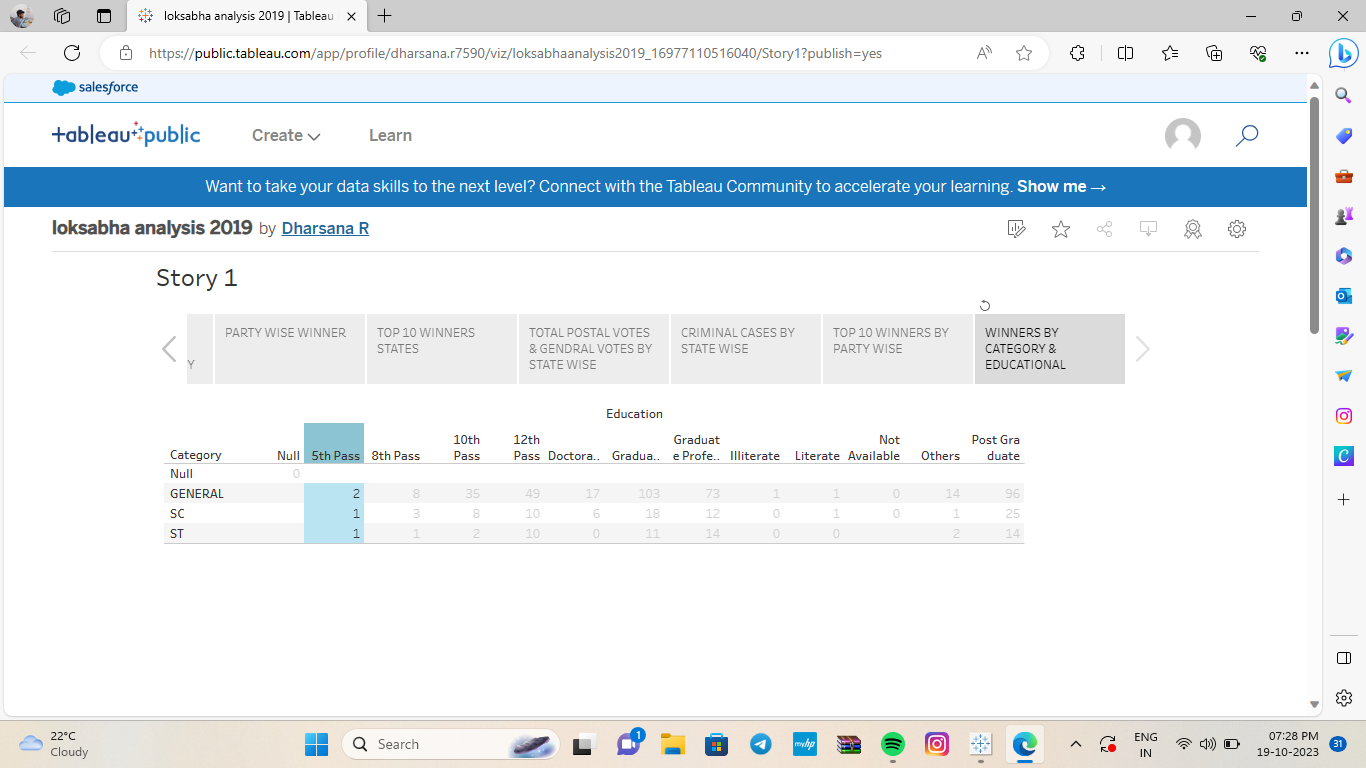 loksabha analysis 2019 | Tableau
https://public.tableau.com/app/profile/dharsana.r7590/viz/loksabhaanalysis2019_16977110516040/Story1?publish=yes
salesforce
+ableau public Create Learn
Want to take your data skills to the next level? Connect with the Tableau Community to accelerate your learning. Show me →
loksabha analysis 2019 by Dharsana R
Story 1
Y
PARTY WISE WINNER
TOP 10 WINNERS
STATES
TOTAL POSTAL VOTES
& GENDRAL VOTES BY
STATE WISE
CRIMINAL CASES BY
STATE WISE
TOP 10 WINNERS BY
PARTY WISE
WINNERS BY
CATEGORY &
EDUCATIONAL
Education
10th 12th Graduat Not Post Gra
Category Null 5th Pass 8th Pass Pass Pass Doctora.. Gradua.. e Profe.. Illiterate Literate Available Others duate
Null 0
GENERAL 2 8 35 49 17 103 73 1 1 0 14 96
SC 1 3 8 10 6 18 12 0 1 0 1 25
ST 1 1 2 10 0 11 14 0 0 2 14
22°C
Cloudy
Search
1
myhp
ENG
IN
07:28 PM
19-10-2023
31